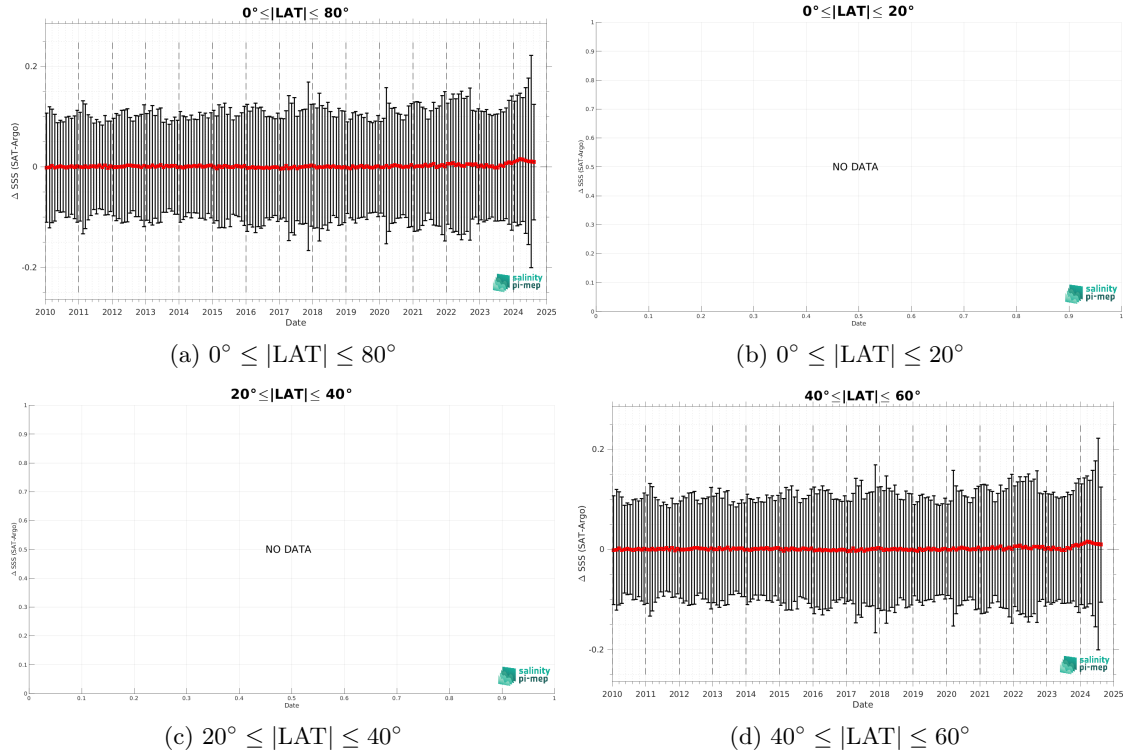 0°≤|LAT|≤ 80°
0.2
0
-0.2
Δ SSS (SAT-Argo)
2010 2011 2012 2013 2014 2015 2016 2017 2018 2019 2020 2021 2022 2023 2024 2025
Date
salinity
pi-mep
(a) 0° ≤ |LAT| ≤ 80°
0°≤|LAT|≤ 20°
1
0.9
0.8
0.7
0.6
0.5
0.4
0.3
0.2
0.1
0
Δ SSS (SAT-Argo)
NO DATA
0 0.1 0.2 0.3 0.4 0.5 0.6 0.7 0.8 0.9 1
Date
salinity
pi-mep
(b) 0° ≤ |LAT| ≤ 20°
20°≤|LAT|≤ 40°
1
0.9
0.8
0.7
0.6
0.5
0.4
0.3
0.2
0.1
0
Δ SSS (SAT-Argo)
NO DATA
0 0.1 0.2 0.3 0.4 0.5 0.6 0.7 0.8 0.9 1
Date
salinity
pi-mep
(c) 20° ≤ |LAT| ≤ 40°
40°≤|LAT|≤ 60°
0.2
0
-0.2
Δ SSS (SAT-Argo)
2010 2011 2012 2013 2014 2015 2016 2017 2018 2019 2020 2021 2022 2023 2024 2025
Date
salinity
pi-mep
(d) 40° ≤ |LAT| ≤ 60°